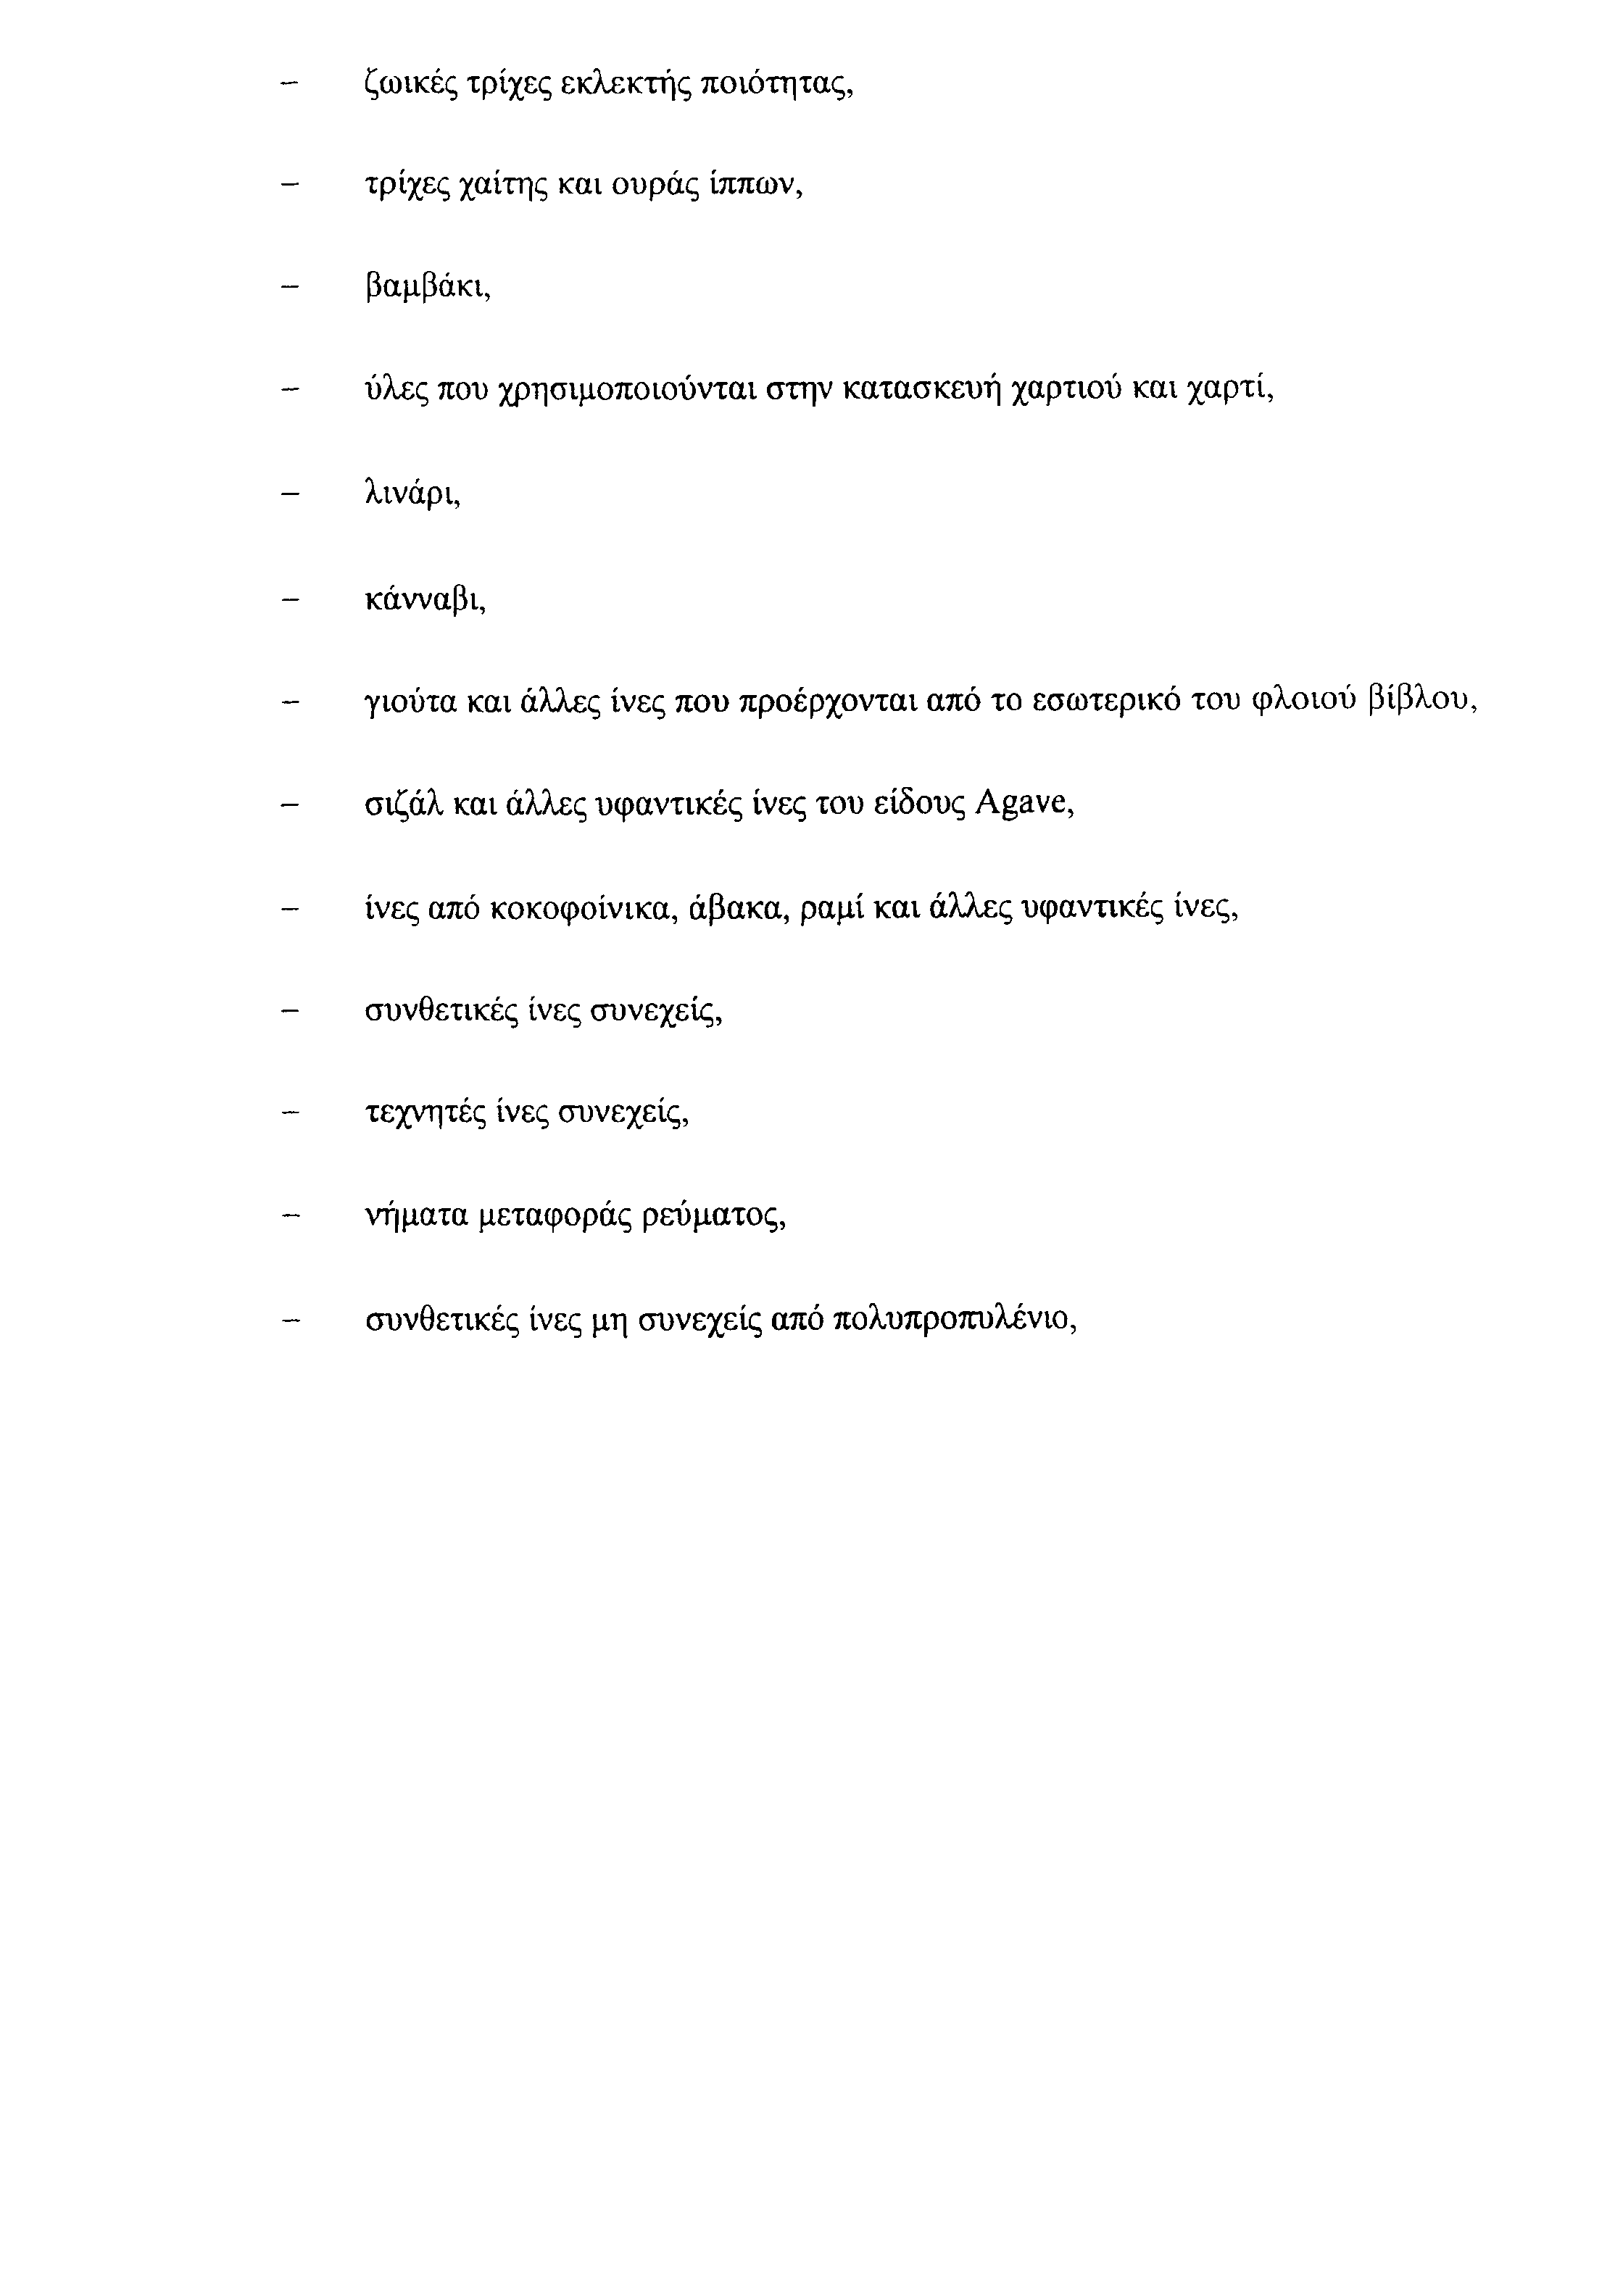 – ζωικές τρίχες εκλεκτής ποιότητας,
– τρίχες χαίτης και ουράς ίππων,
– βαμβάκι,
– ύλες που χρησιμοποιούνται στην κατασκευή χαρτιού και χαρτί,
– λινάρι,
– κάνναβι,
– γιούτα και άλλες ίνες που προέρχονται από το εσωτερικό του φλοιού βίβλου,
– σιζάλ και άλλες υφαντικές ίνες του είδους Agave,
– ίνες από κοκοφοίνικα, άβακα, ραμί και άλλες υφαντικές ίνες,
– συνθετικές ίνες συνεχείς,
– τεχνητές ίνες συνεχείς,
– νήματα μεταφοράς ρεύματος,
– συνθετικές ίνες μη συνεχείς από πολυπροπυλένιο,